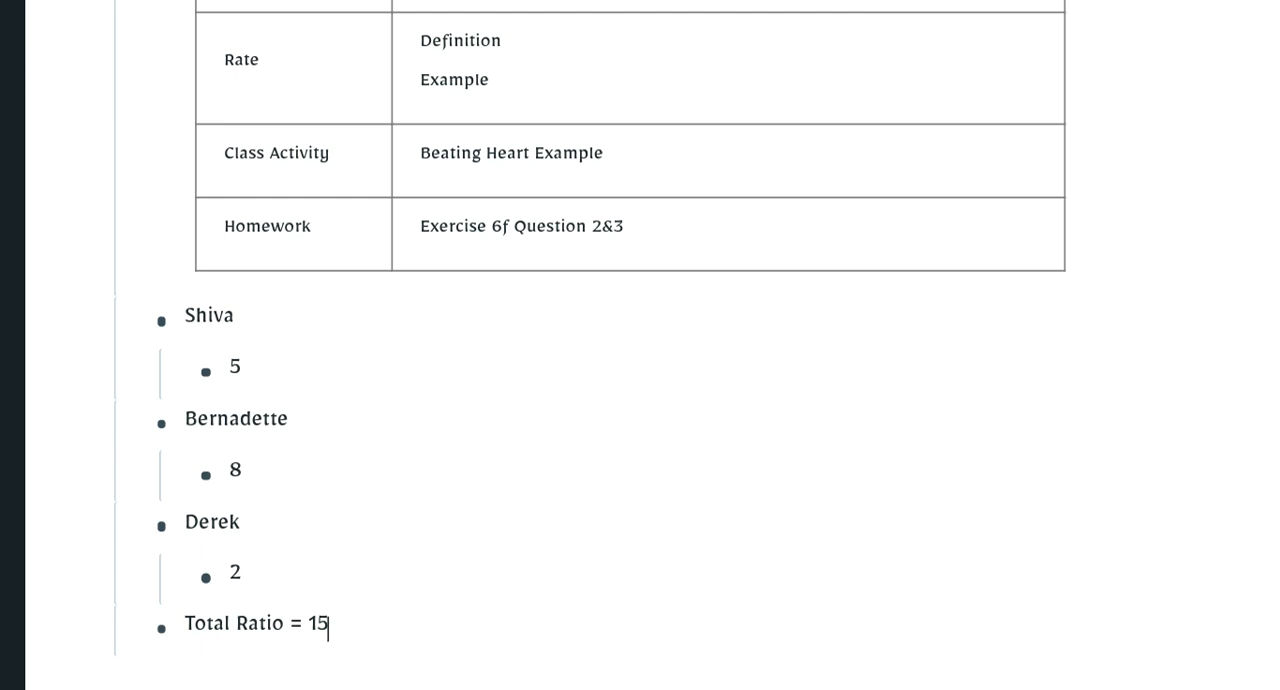 Rate
Definition
Example
Class Activity
Beating Heart Example
Homework
Exercise 6f Question 2&3
Shiva
5
Bernadette
8
Derek
2
Total Ratio = 15